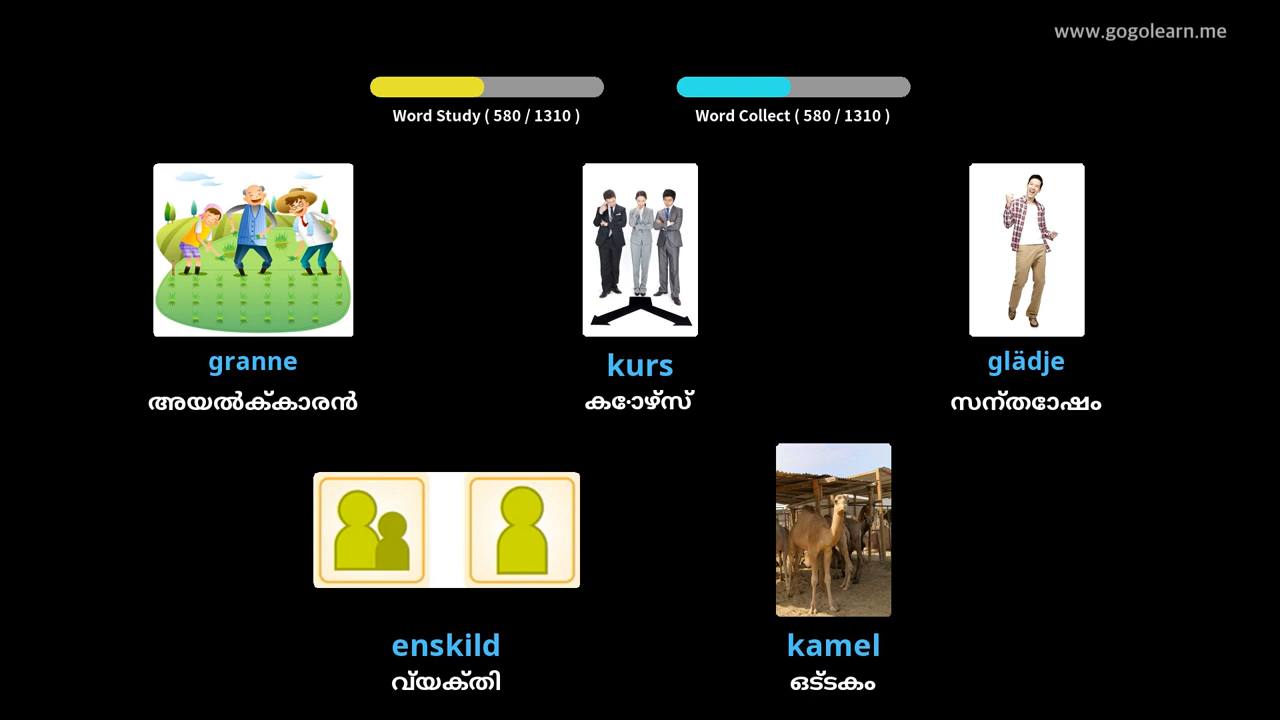 www.gogolearn.me
Word Study ( 580 / 1310 )
Word Collect ( 580 / 1310 )
granne
kurs
glädje
അയൽക്കാരൻ
കോഴ്സ്
സന്തോഷം
enskild
kamel
വ്യക്തി
ഒട്ടകം